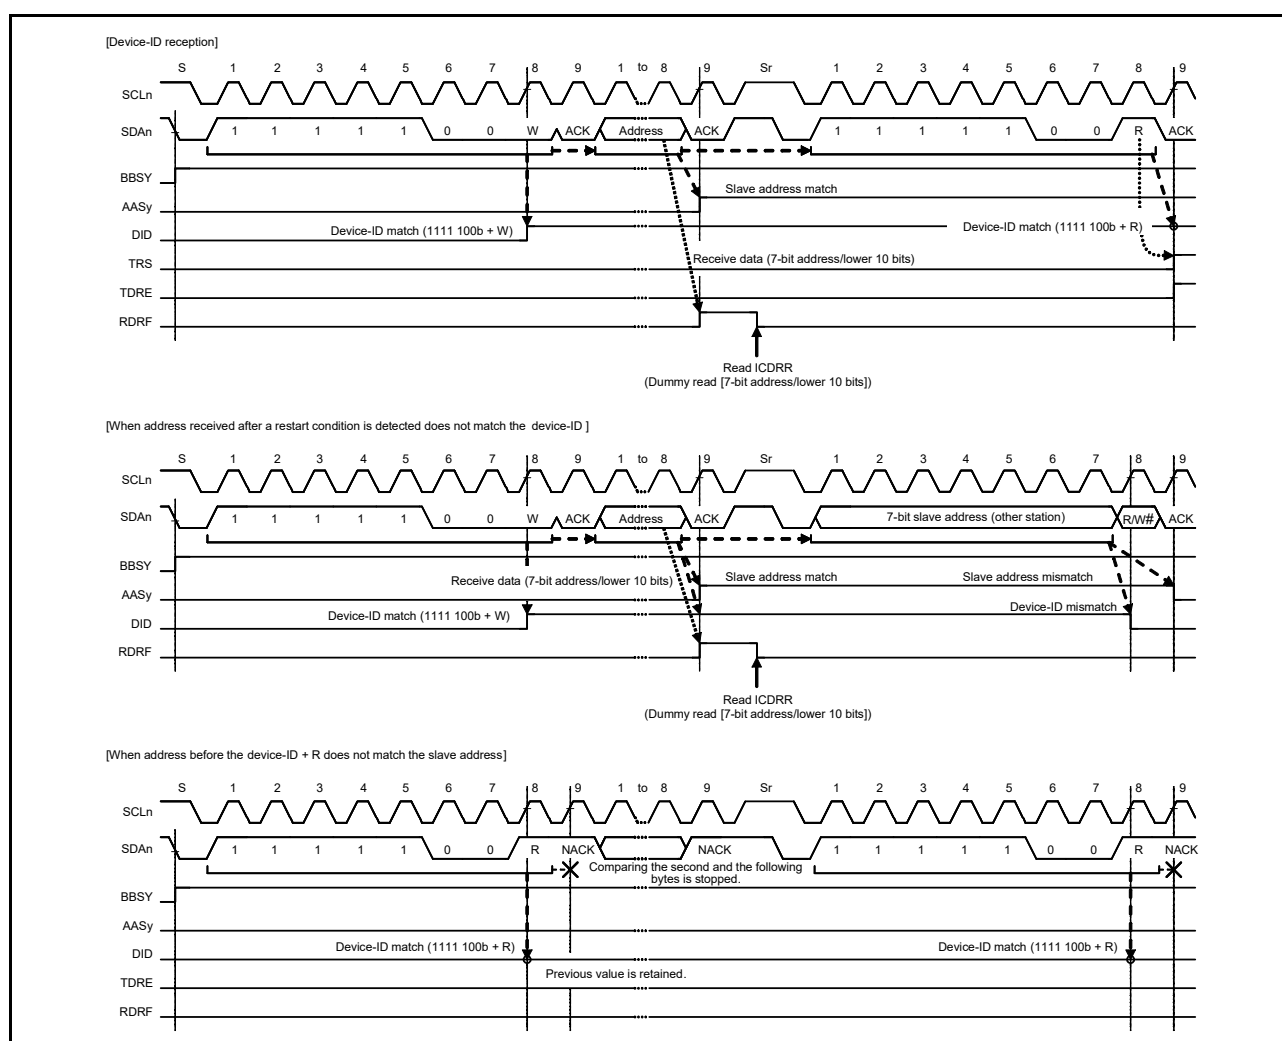 [Device-ID reception]
S 1 2 3 4 5 6 7 8 9 1 to 8 9 Sr 1 2 3 4 5 6 7 8 9
SCLn
SDAn 1 1 1 1 1 0 0 W ACK Address ACK 1 1 1 1 1 0 0 R ACK
BBSY
Slave address match
AASy
Device-ID match (1111 100b + W) Device-ID match (1111 100b + R)
DID
Receive data (7-bit address/lower 10 bits)
TRS
TDRE
RDRF
Read ICDRR
(Dummy read [7-bit address/lower 10 bits])
[When address received after a restart condition is detected does not match the device-ID ]
S 1 2 3 4 5 6 7 8 9 1 to 8 9 Sr 1 2 3 4 5 6 7 8 9
SCLn
SDAn 1 1 1 1 1 0 0 W ACK Address ACK 7-bit slave address (other station) R/W# ACK
BBSY
Receive data (7-bit address/lower 10 bits) Slave address match Slave address mismatch
AASy
Device-ID match (1111 100b + W) Device-ID mismatch
DID
RDRF
Read ICDRR
(Dummy read [7-bit address/lower 10 bits])
[When address before the device-ID + R does not match the slave address]
S 1 2 3 4 5 6 7 8 9 1 to 8 9 Sr 1 2 3 4 5 6 7 8 9
SCLn
SDAn 1 1 1 1 1 0 0 R NACK NACK 1 1 1 1 1 0 0 R NACK
Comparing the second and the following
bytes is stopped.
BBSY
AASy
Device-ID match (1111 100b + R) Device-ID match (1111 100b + R)
DID
Previous value is retained.
TDRE
RDRF